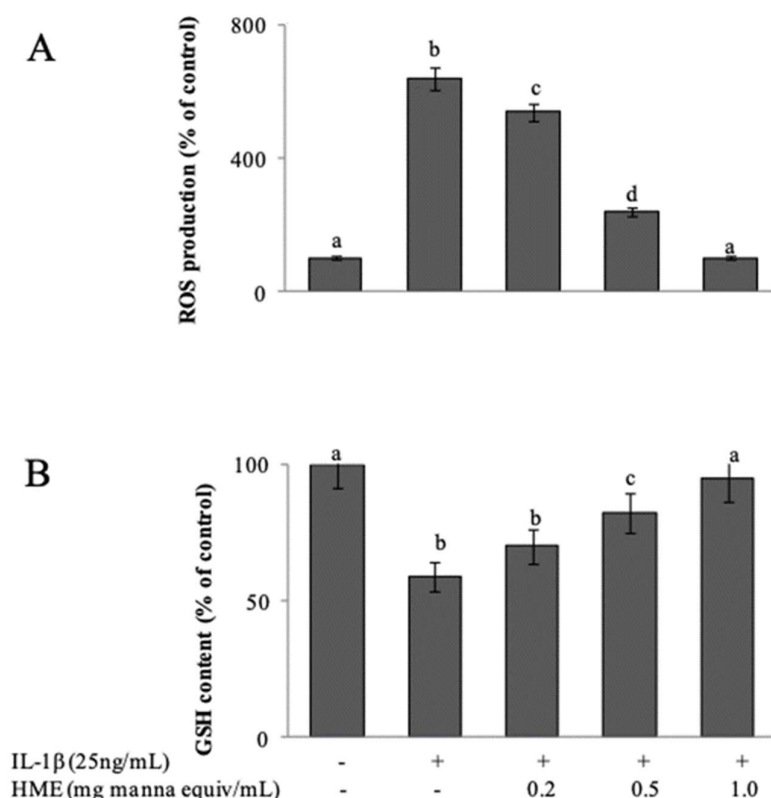 A
ROS production (% of control)
800
400
0
a
b
c
d
a
B
GSH content (% of control)
100
50
0
a
b
b
c
a
IL-1β (25ng/mL) - + + + +
HME (mg manna equiv/mL) - - 0.2 0.5 1.0